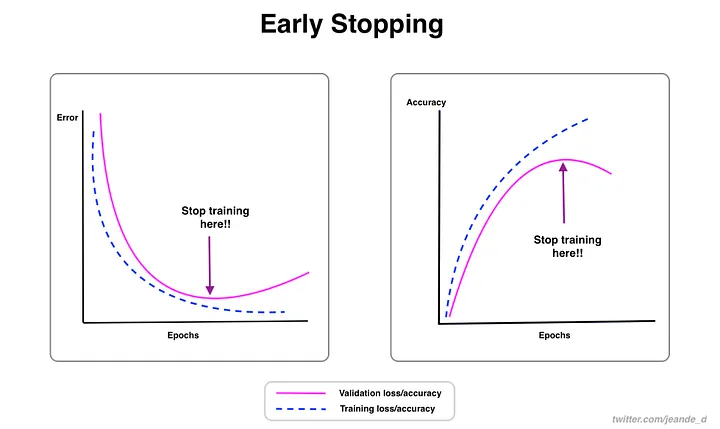 Early Stopping
Error
Stop training
here!!
Epochs
Accuracy
Stop training
here!!
Epochs
Validation loss/accuracy
Training loss/accuracy
twitter.com/jeande_d